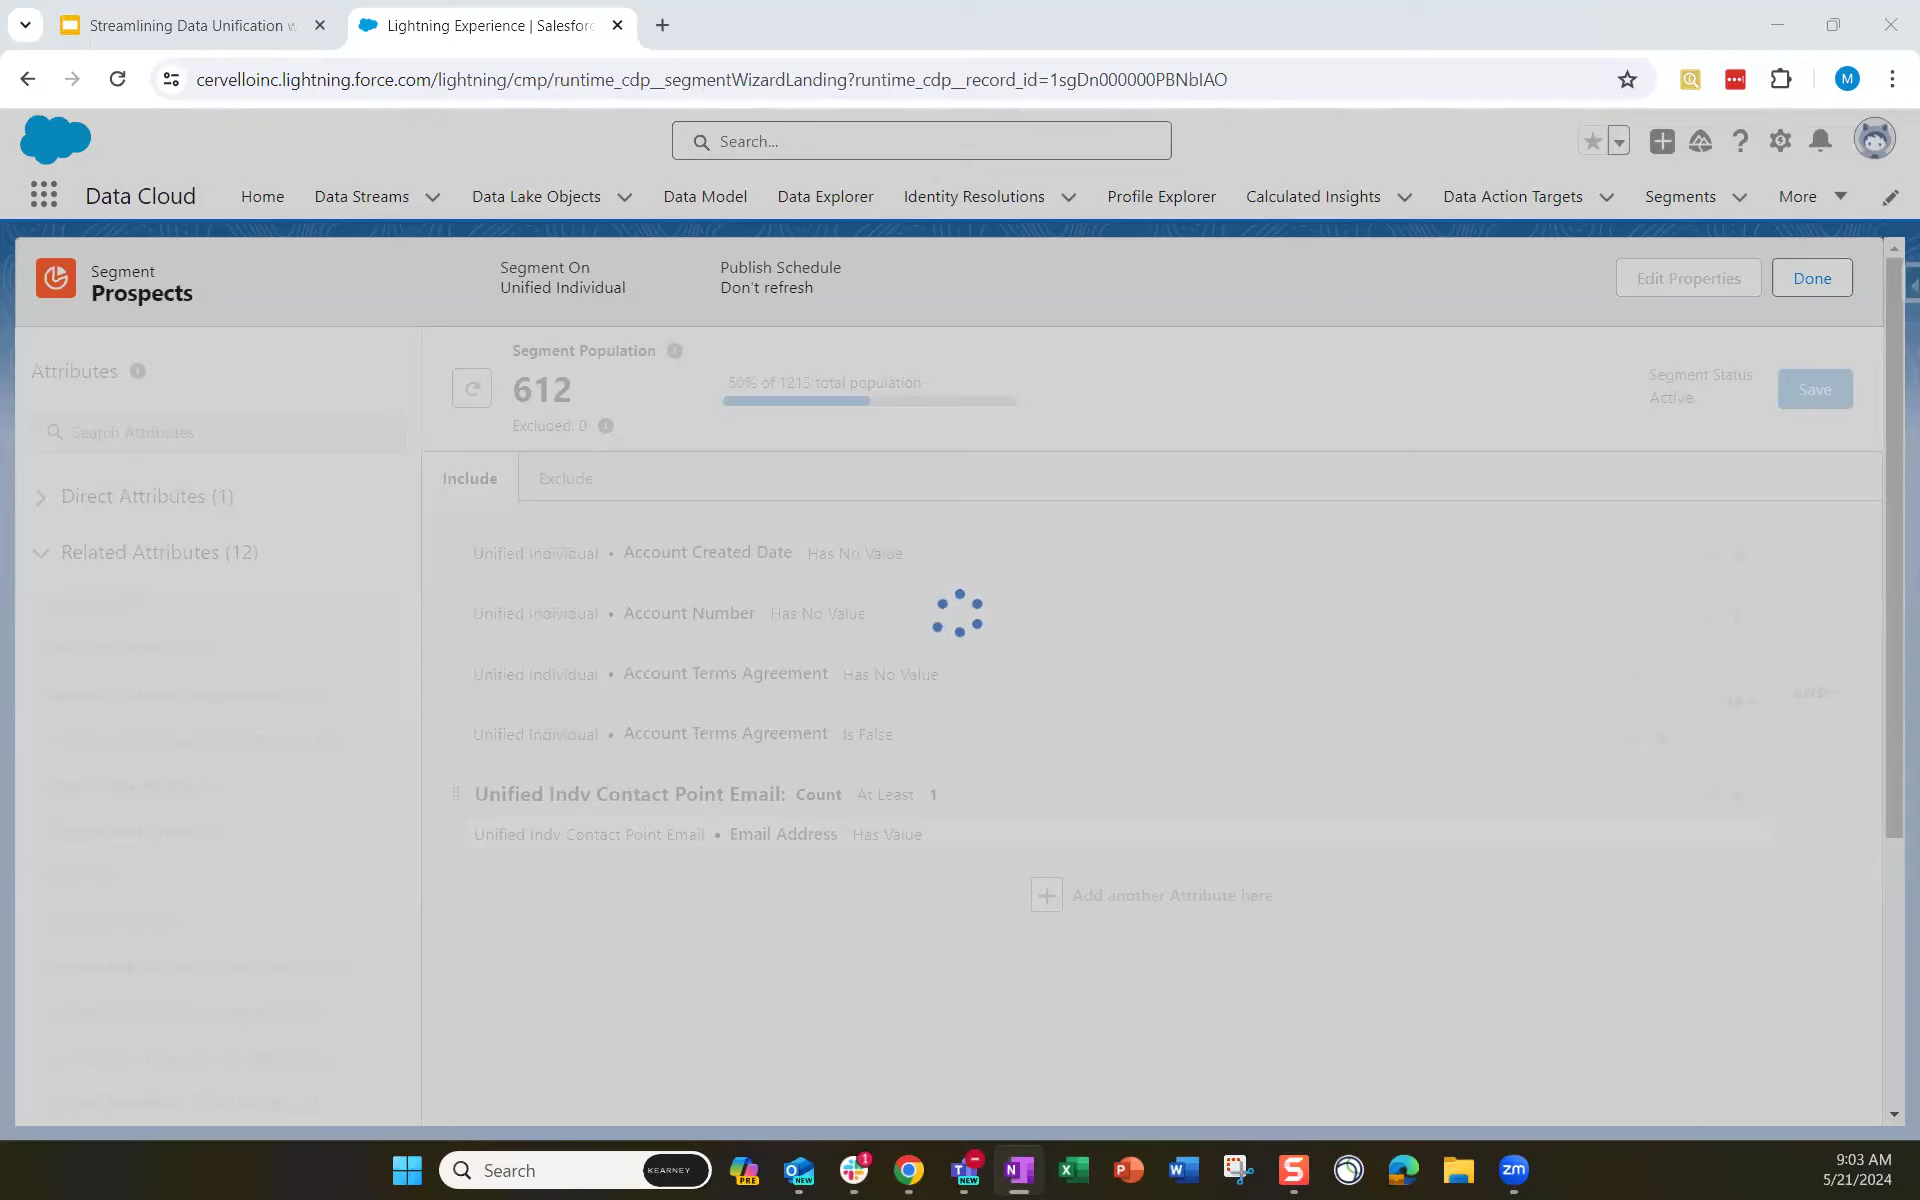 Streamlining Data Unification w
Lightning Experience | Salesforc
cervelloinc.lightning.force.com/lightning/cmp/runtime_cdp__segmentWizardLanding?runtime_cdp__record_id=1sgDn000000PBNbIAO
M
Search...
Data Cloud
Home
Data Streams
Data Lake Objects
Data Model
Data Explorer
Identity Resolutions
Profile Explorer
Calculated Insights
Data Action Targets
Segments
More
Segment
Prospects
Segment On
Unified Individual
Publish Schedule
Don't refresh
Edit Properties
Done
Attributes
Search Attributes
Direct Attributes (1)
Related Attributes (12)
Segment Population
612
Excluded: 0
50% of 1213 total population
Segment Status
Active
Save
Include
Exclude
Unified Individual • Account Created Date Has No Value
Unified Individual • Account Number Has No Value
Unified Individual • Account Terms Agreement Has No Value
AND
Unified Individual • Account Terms Agreement Is False
Unified Indv Contact Point Email: Count At Least 1
Unified Indv Contact Point Email • Email Address Has Value
Add another Attribute here
Search
KEARNEY
PRE
NEW
1
NEW
zm
9:03 AM
5/21/2024